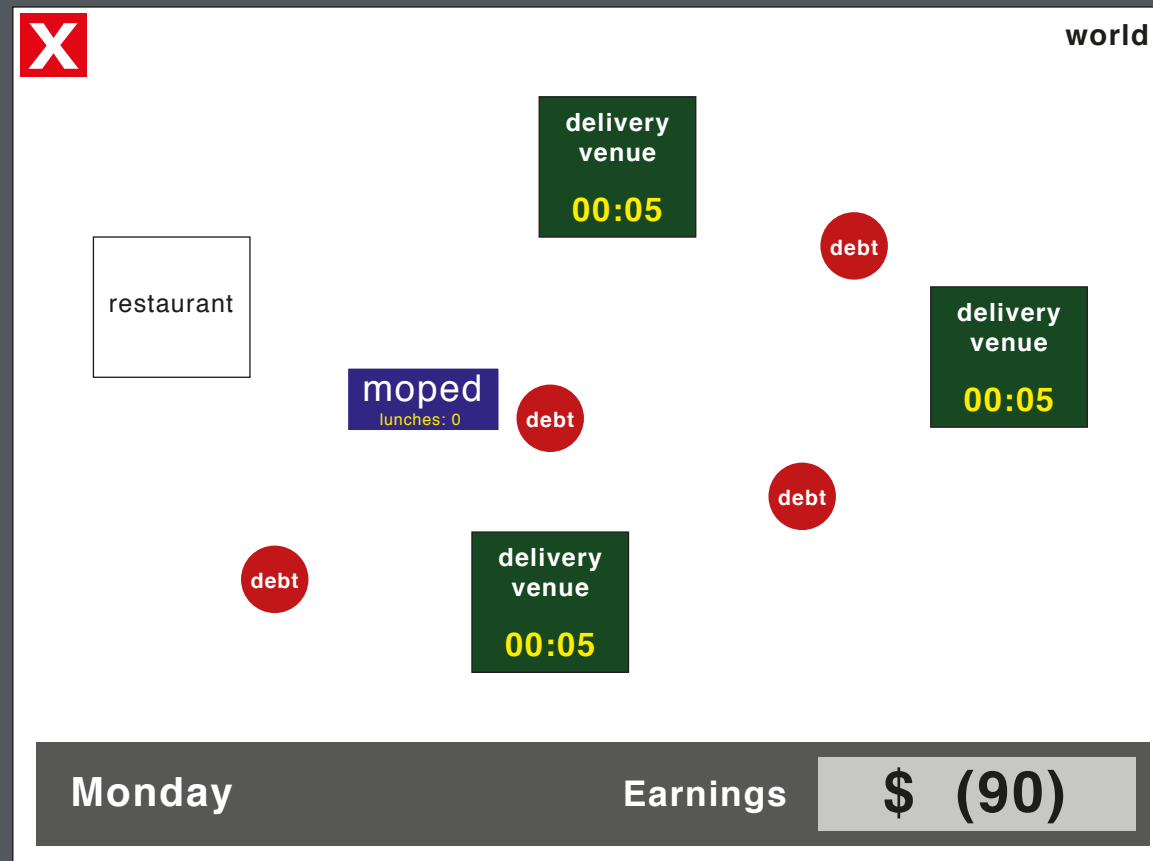 X
world
delivery
venue
00:05
debt
restaurant
delivery
venue
00:05
moped
lunches: 0
debt
debt
delivery
venue
00:05
debt
Monday
Earnings
$ (90)